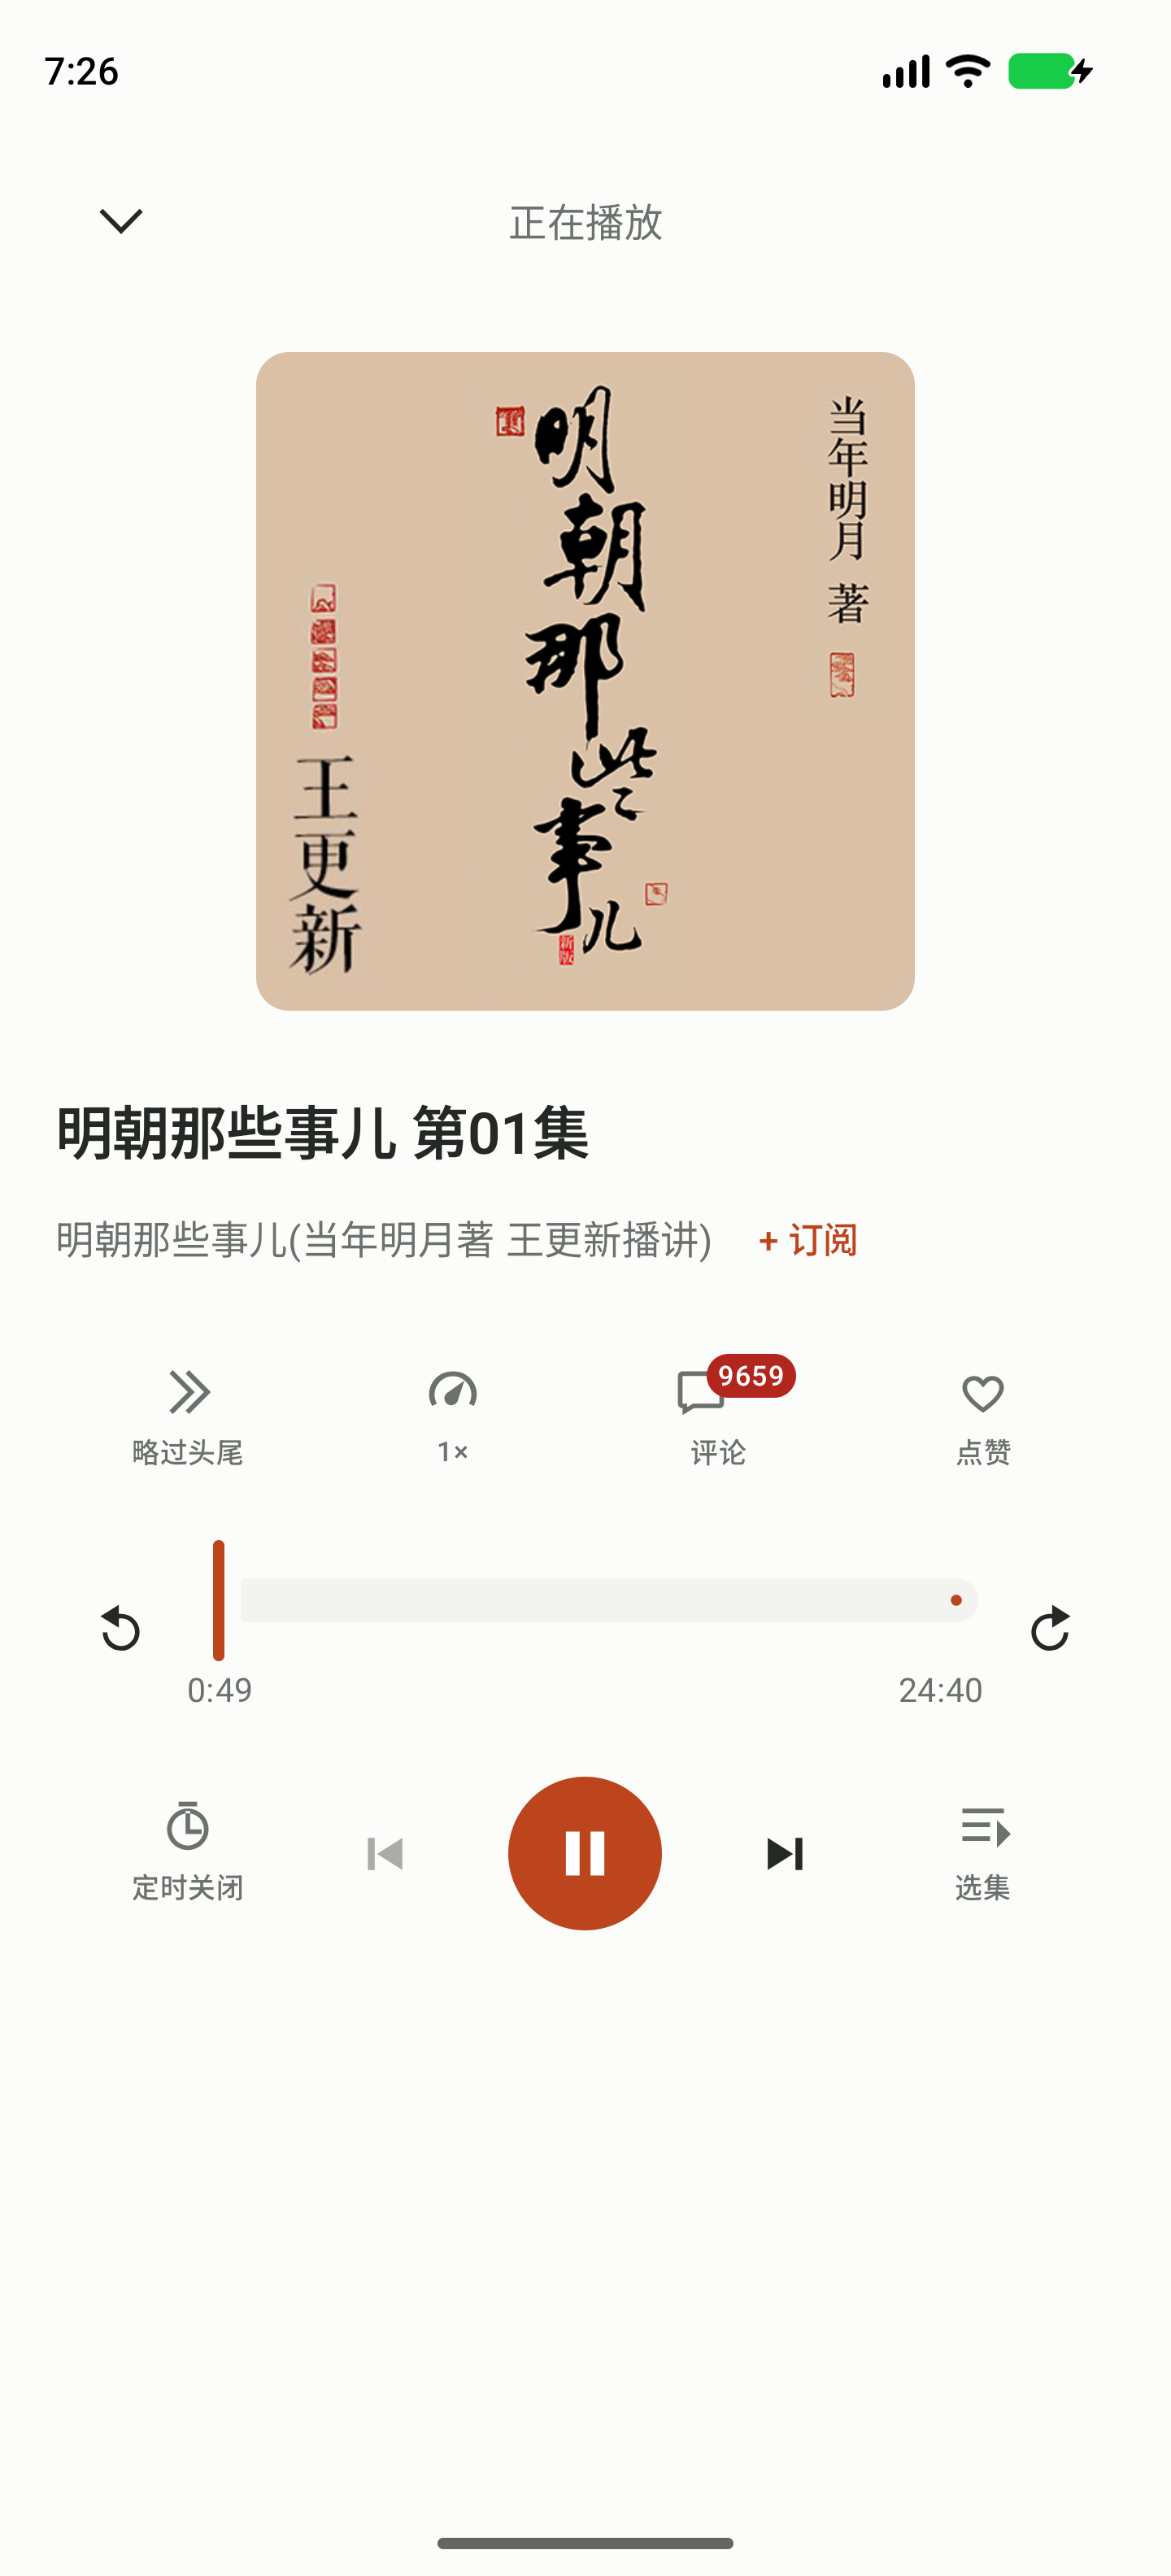 7:26
正在播放
当年明月 著
明朝那些事儿
新版
王更新
明朝那些事儿 第01集
明朝那些事儿(当年明月著 王更新播讲)
+ 订阅
9659
略过头尾
1×
评论
点赞
0:49
24:40
定时关闭
选集